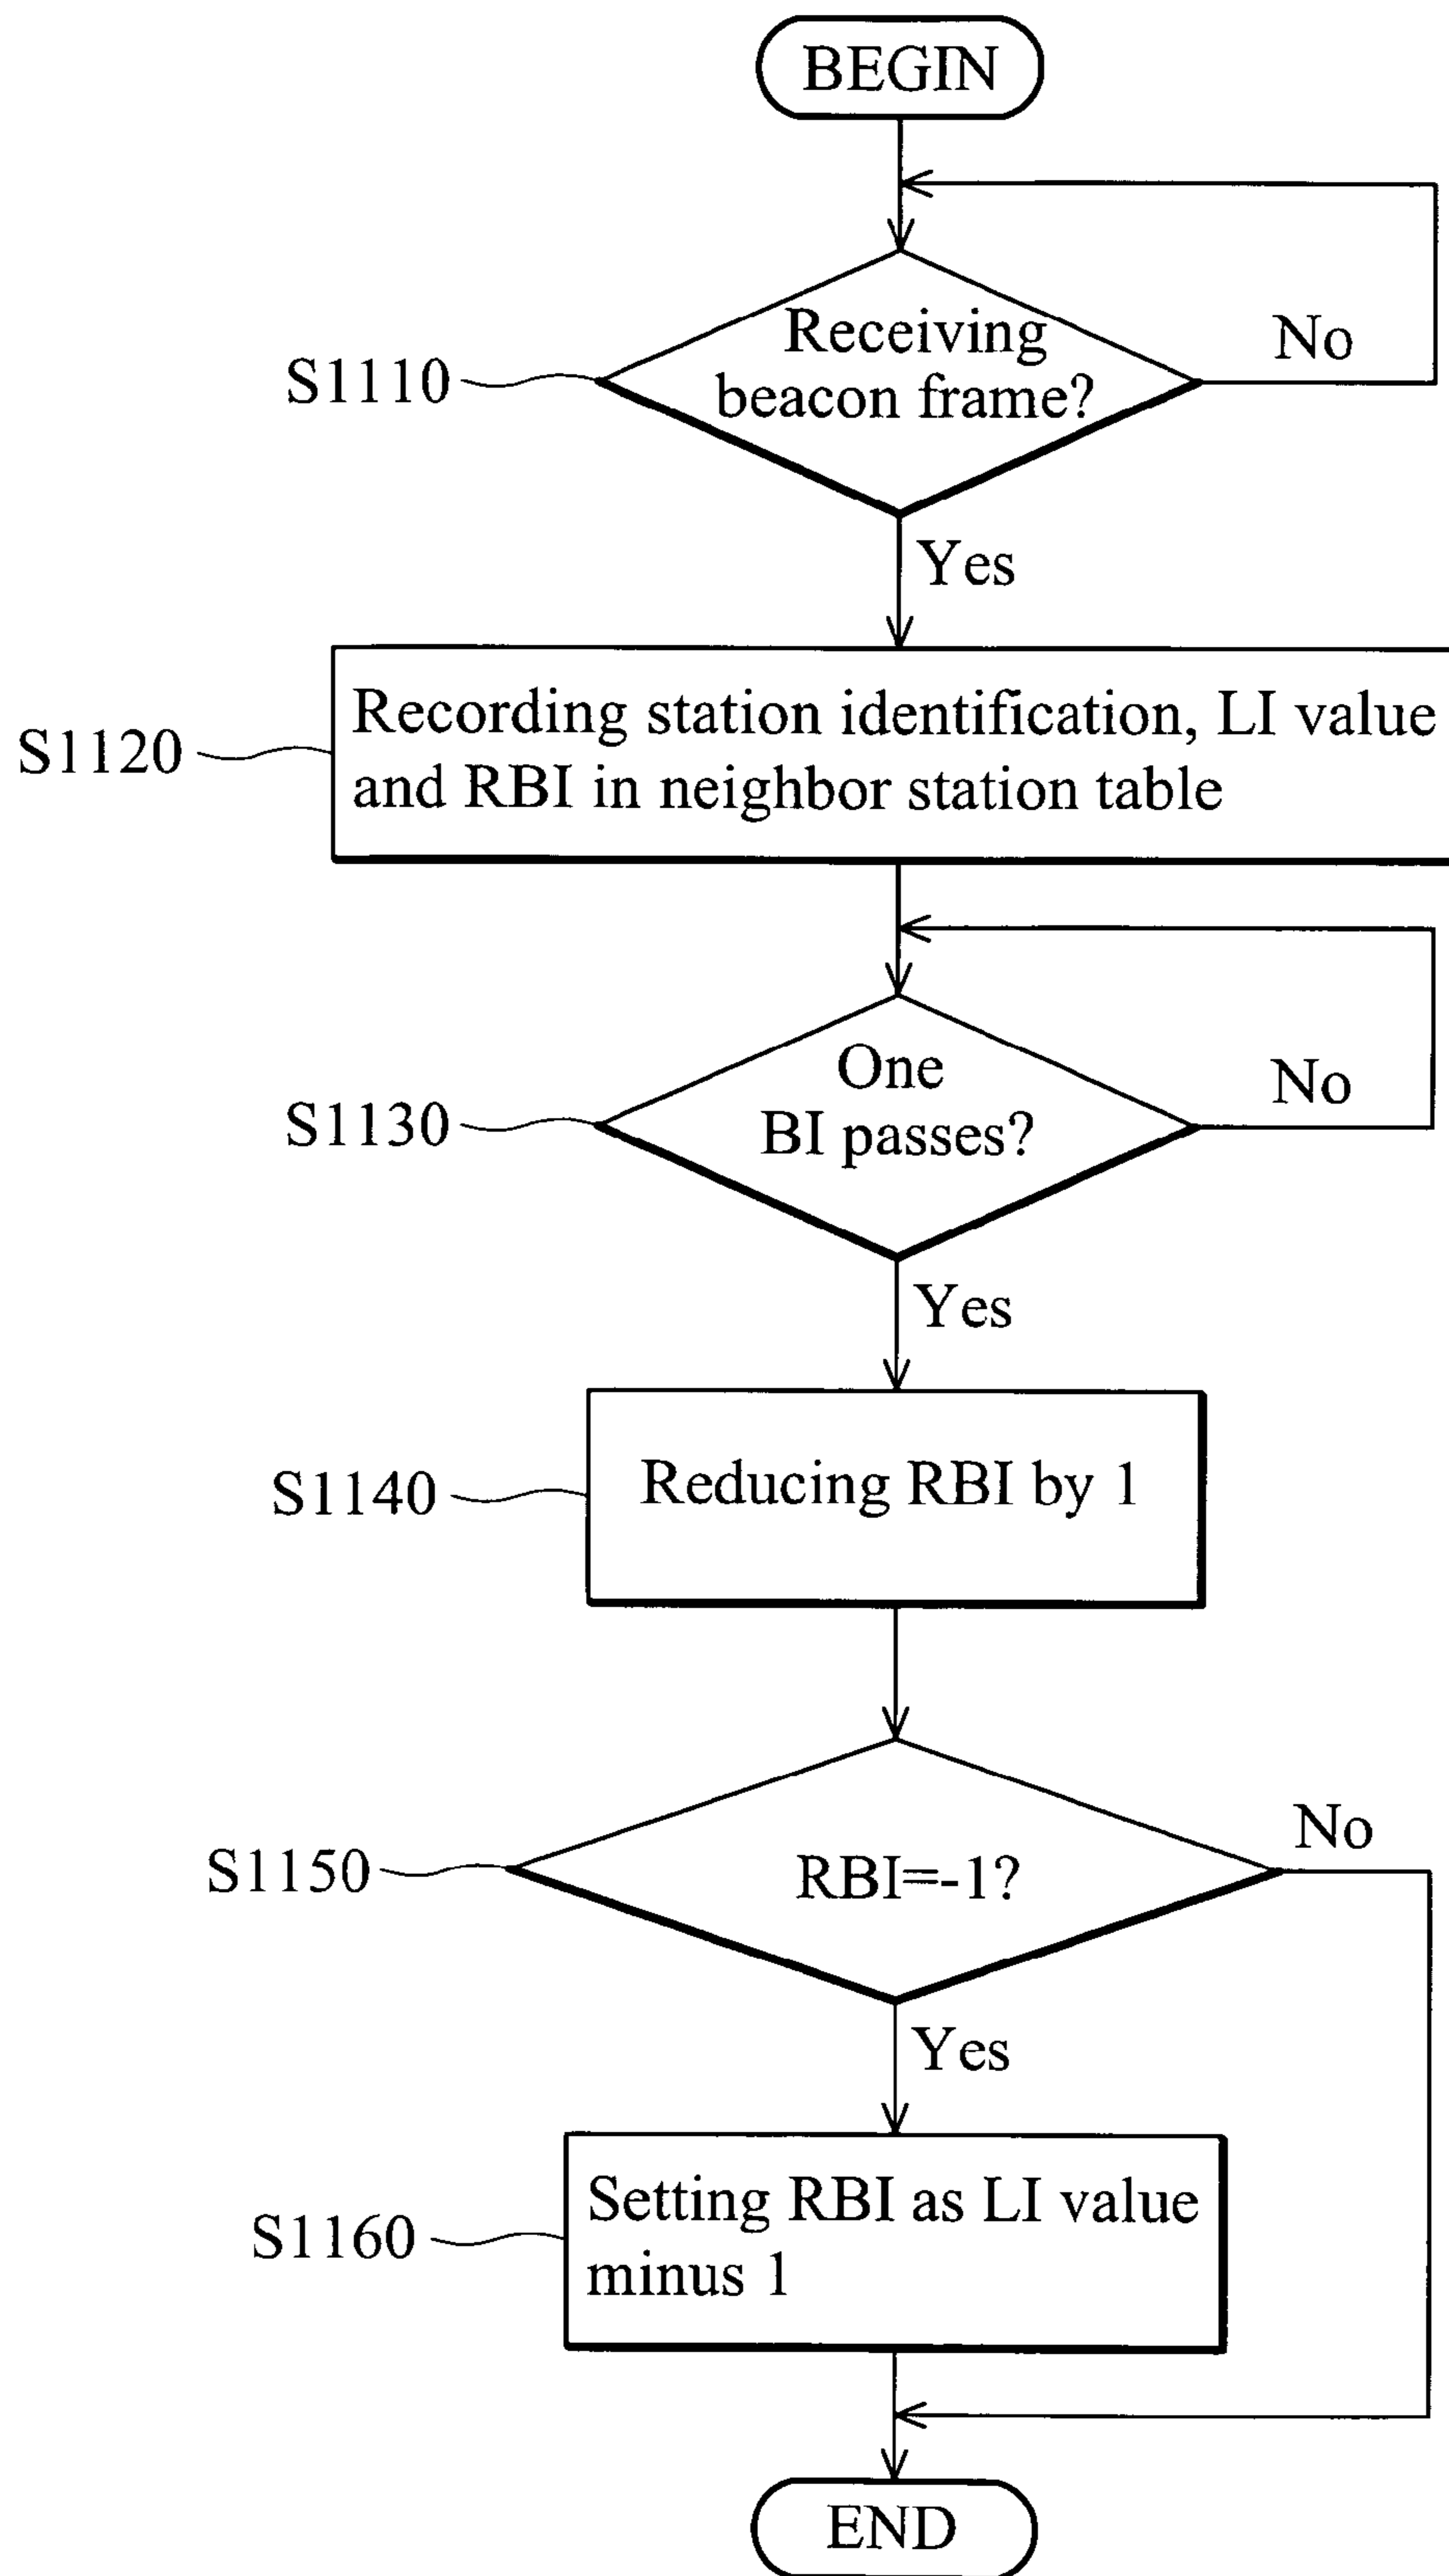 BEGIN
Receiving
beacon frame?
No
S1110
Yes
Recording station identification, LI value
and RBI in neighbor station table
S1120
One
BI passes?
No
S1130
Yes
Reducing RBI by 1
S1140
RBI=-1?
No
S1150
Yes
Setting RBI as LI value
minus 1
S1160
END